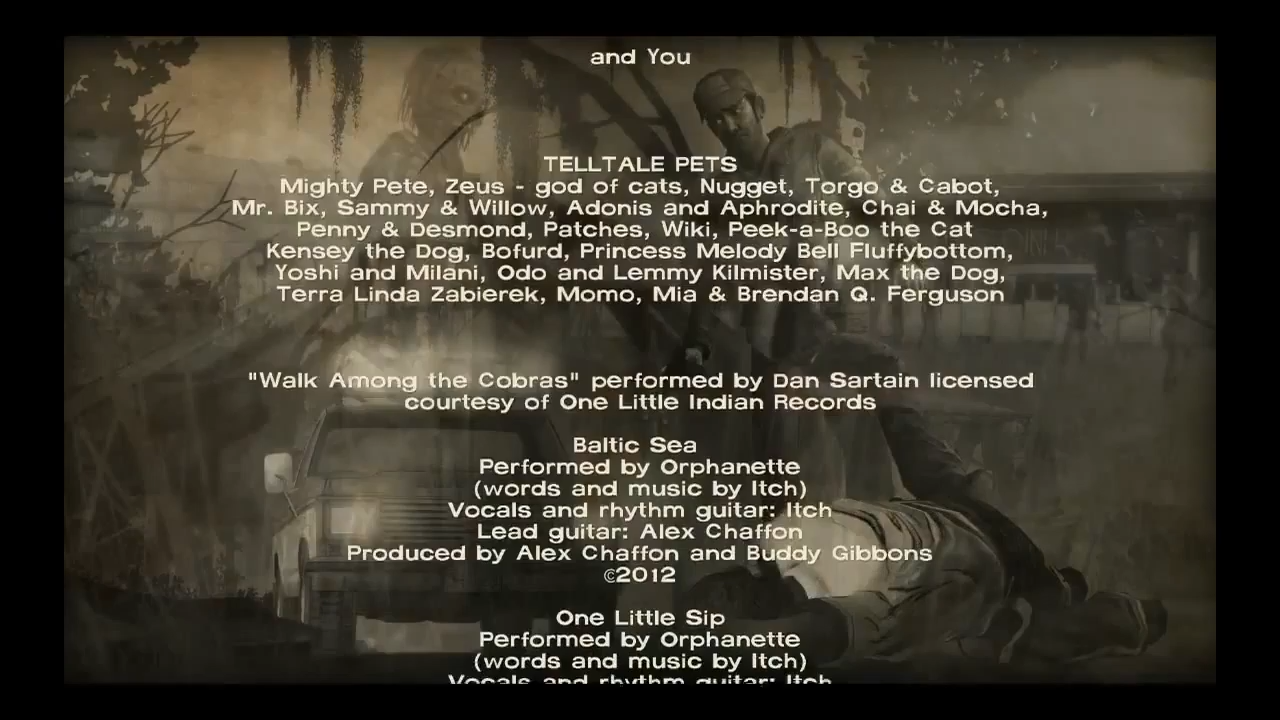 and You
TELLTALE PETS
Mighty Pete, Zeus - god of cats, Nugget, Torgo & Cabot,
Mr. Bix, Sammy & Willow, Adonis and Aphrodite, Chai & Mocha,
Penny & Desmond, Patches, Wiki, Peek-a-Boo the Cat
Kensey the Dog, Bofurd, Princess Melody Bell Fluffybottom,
Yoshi and Milani, Odo and Lemmy Kilmister, Max the Dog,
Terra Linda Zabierek, Momo, Mia & Brendan Q. Ferguson
"Walk Among the Cobras" performed by Dan Sartain licensed
courtesy of One Little Indian Records
Baltic Sea
Performed by Orphanette
(words and music by Itch)
Vocals and rhythm guitar: Itch
Lead guitar: Alex Chaffon
Produced by Alex Chaffon and Buddy Gibbons
©2012
One Little Sip
Performed by Orphanette
(words and music by Itch)
Vocals and rhythm guitar: Itch